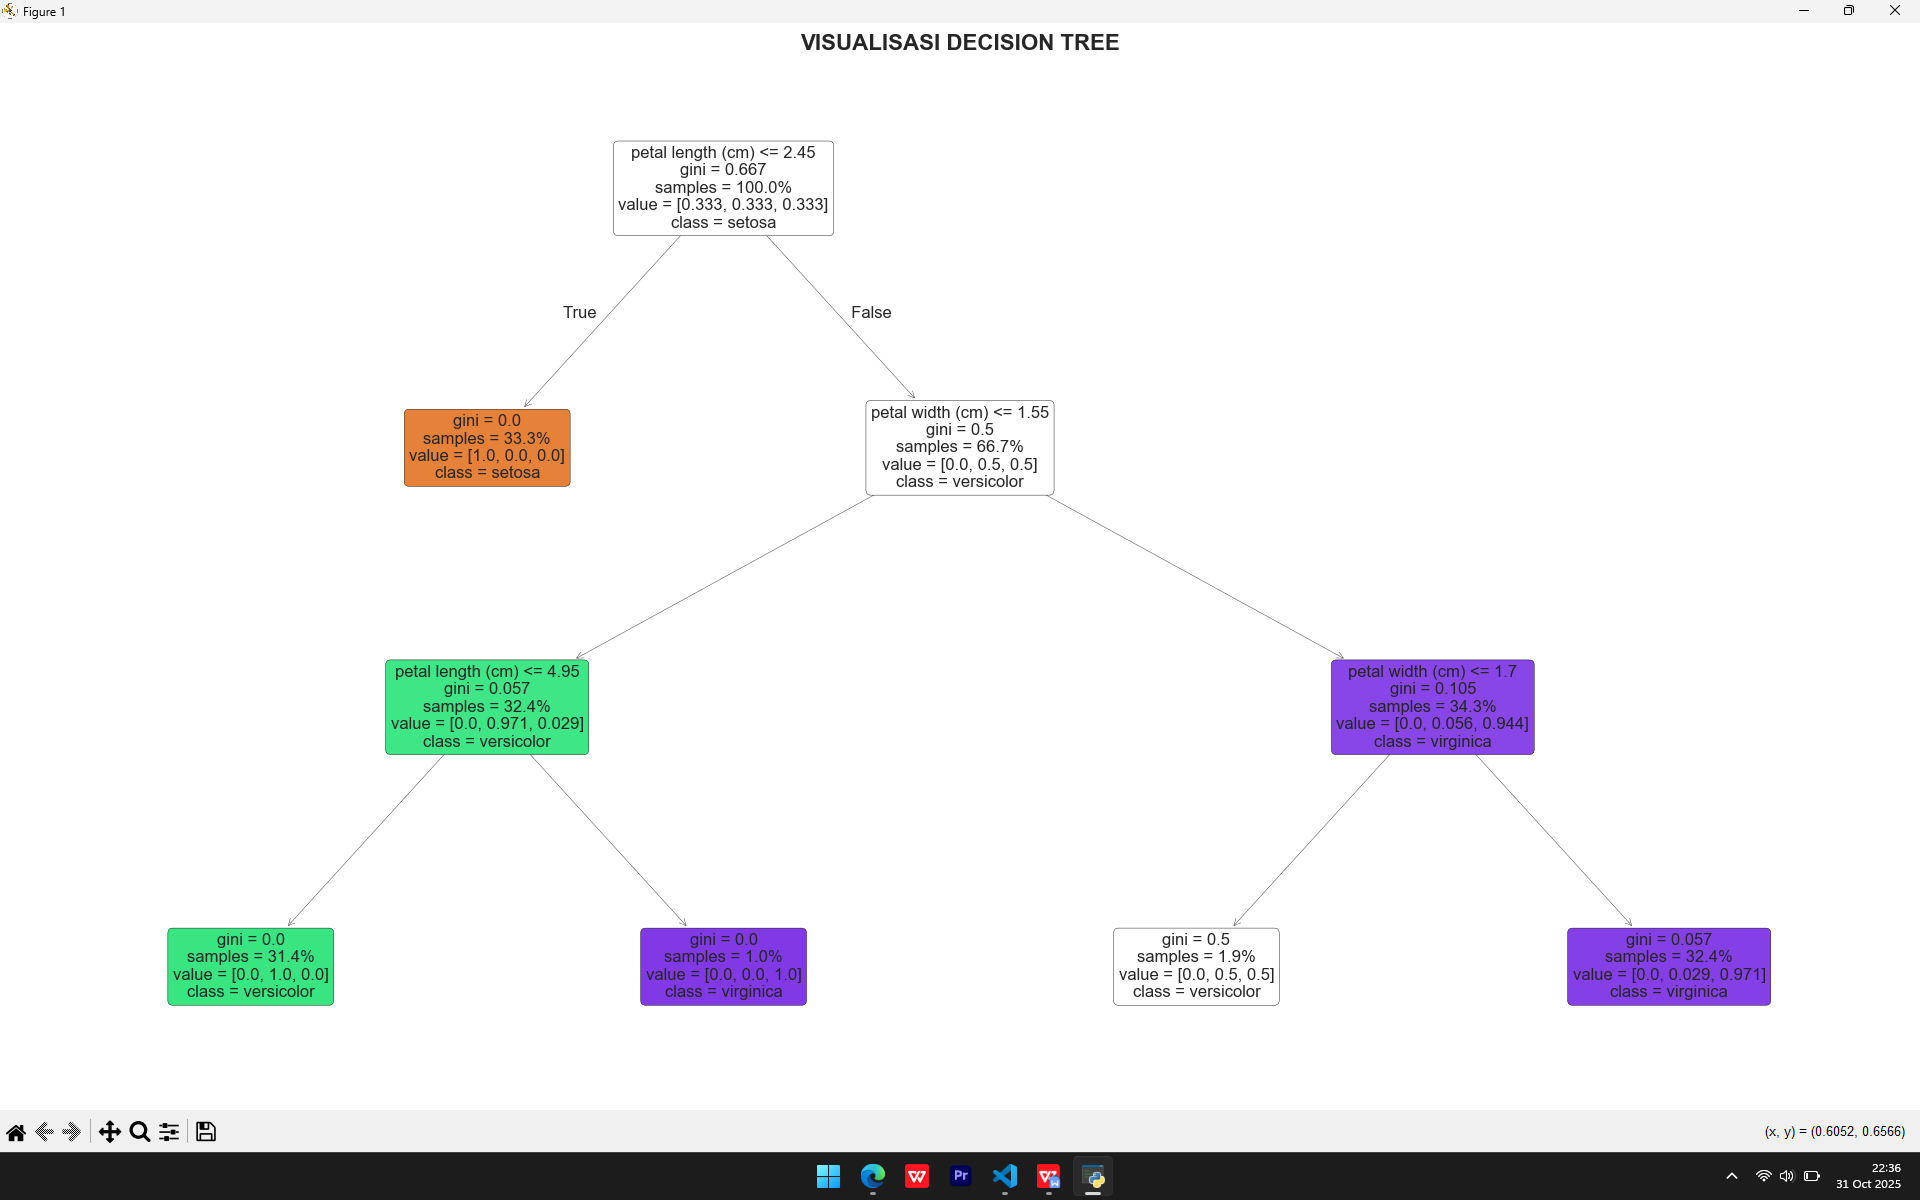 Figure 1
VISUALISASI DECISION TREE
petal length (cm) <= 2.45
gini = 0.667
samples = 100.0%
value = [0.333, 0.333, 0.333]
class = setosa
True
False
gini = 0.0
samples = 33.3%
value = [1.0, 0.0, 0.0]
class = setosa
petal width (cm) <= 1.55
gini = 0.5
samples = 66.7%
value = [0.0, 0.5, 0.5]
class = versicolor
petal length (cm) <= 4.95
gini = 0.057
samples = 32.4%
value = [0.0, 0.971, 0.029]
class = versicolor
petal width (cm) <= 1.7
gini = 0.105
samples = 34.3%
value = [0.0, 0.056, 0.944]
class = virginica
gini = 0.0
samples = 31.4%
value = [0.0, 1.0, 0.0]
class = versicolor
gini = 0.0
samples = 1.0%
value = [0.0, 0.0, 1.0]
class = virginica
gini = 0.5
samples = 1.9%
value = [0.0, 0.5, 0.5]
class = versicolor
gini = 0.057
samples = 32.4%
value = [0.0, 0.029, 0.971]
class = virginica
(x, y) = (0.6052, 0.6566)
Pr
22:36
31 Oct 2025